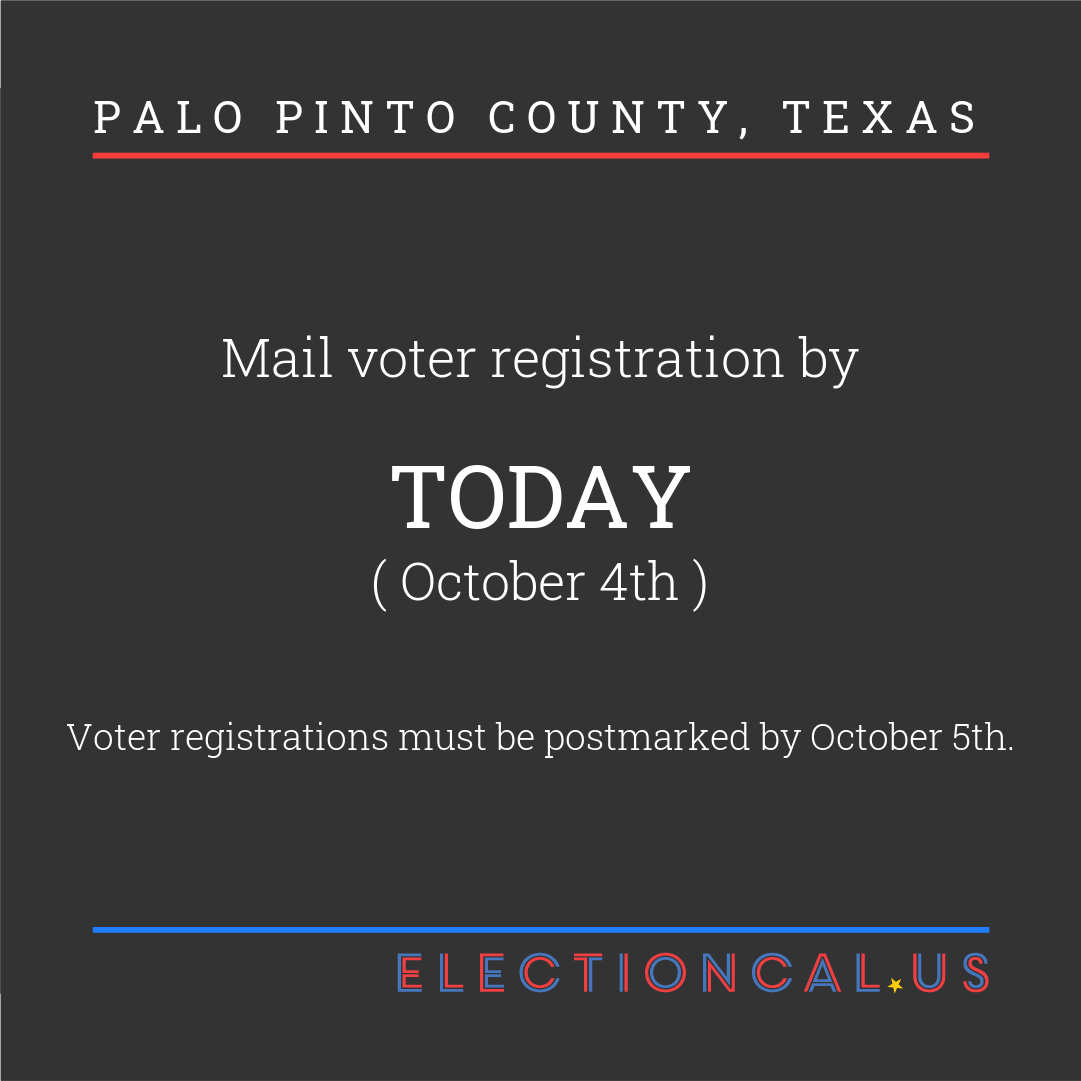 PALO PINTO COUNTY, TEXAS
Mail voter registration by
TODAY
( October 4th )
Voter registrations must be postmarked by October 5th.
ELECTIONCAL.US